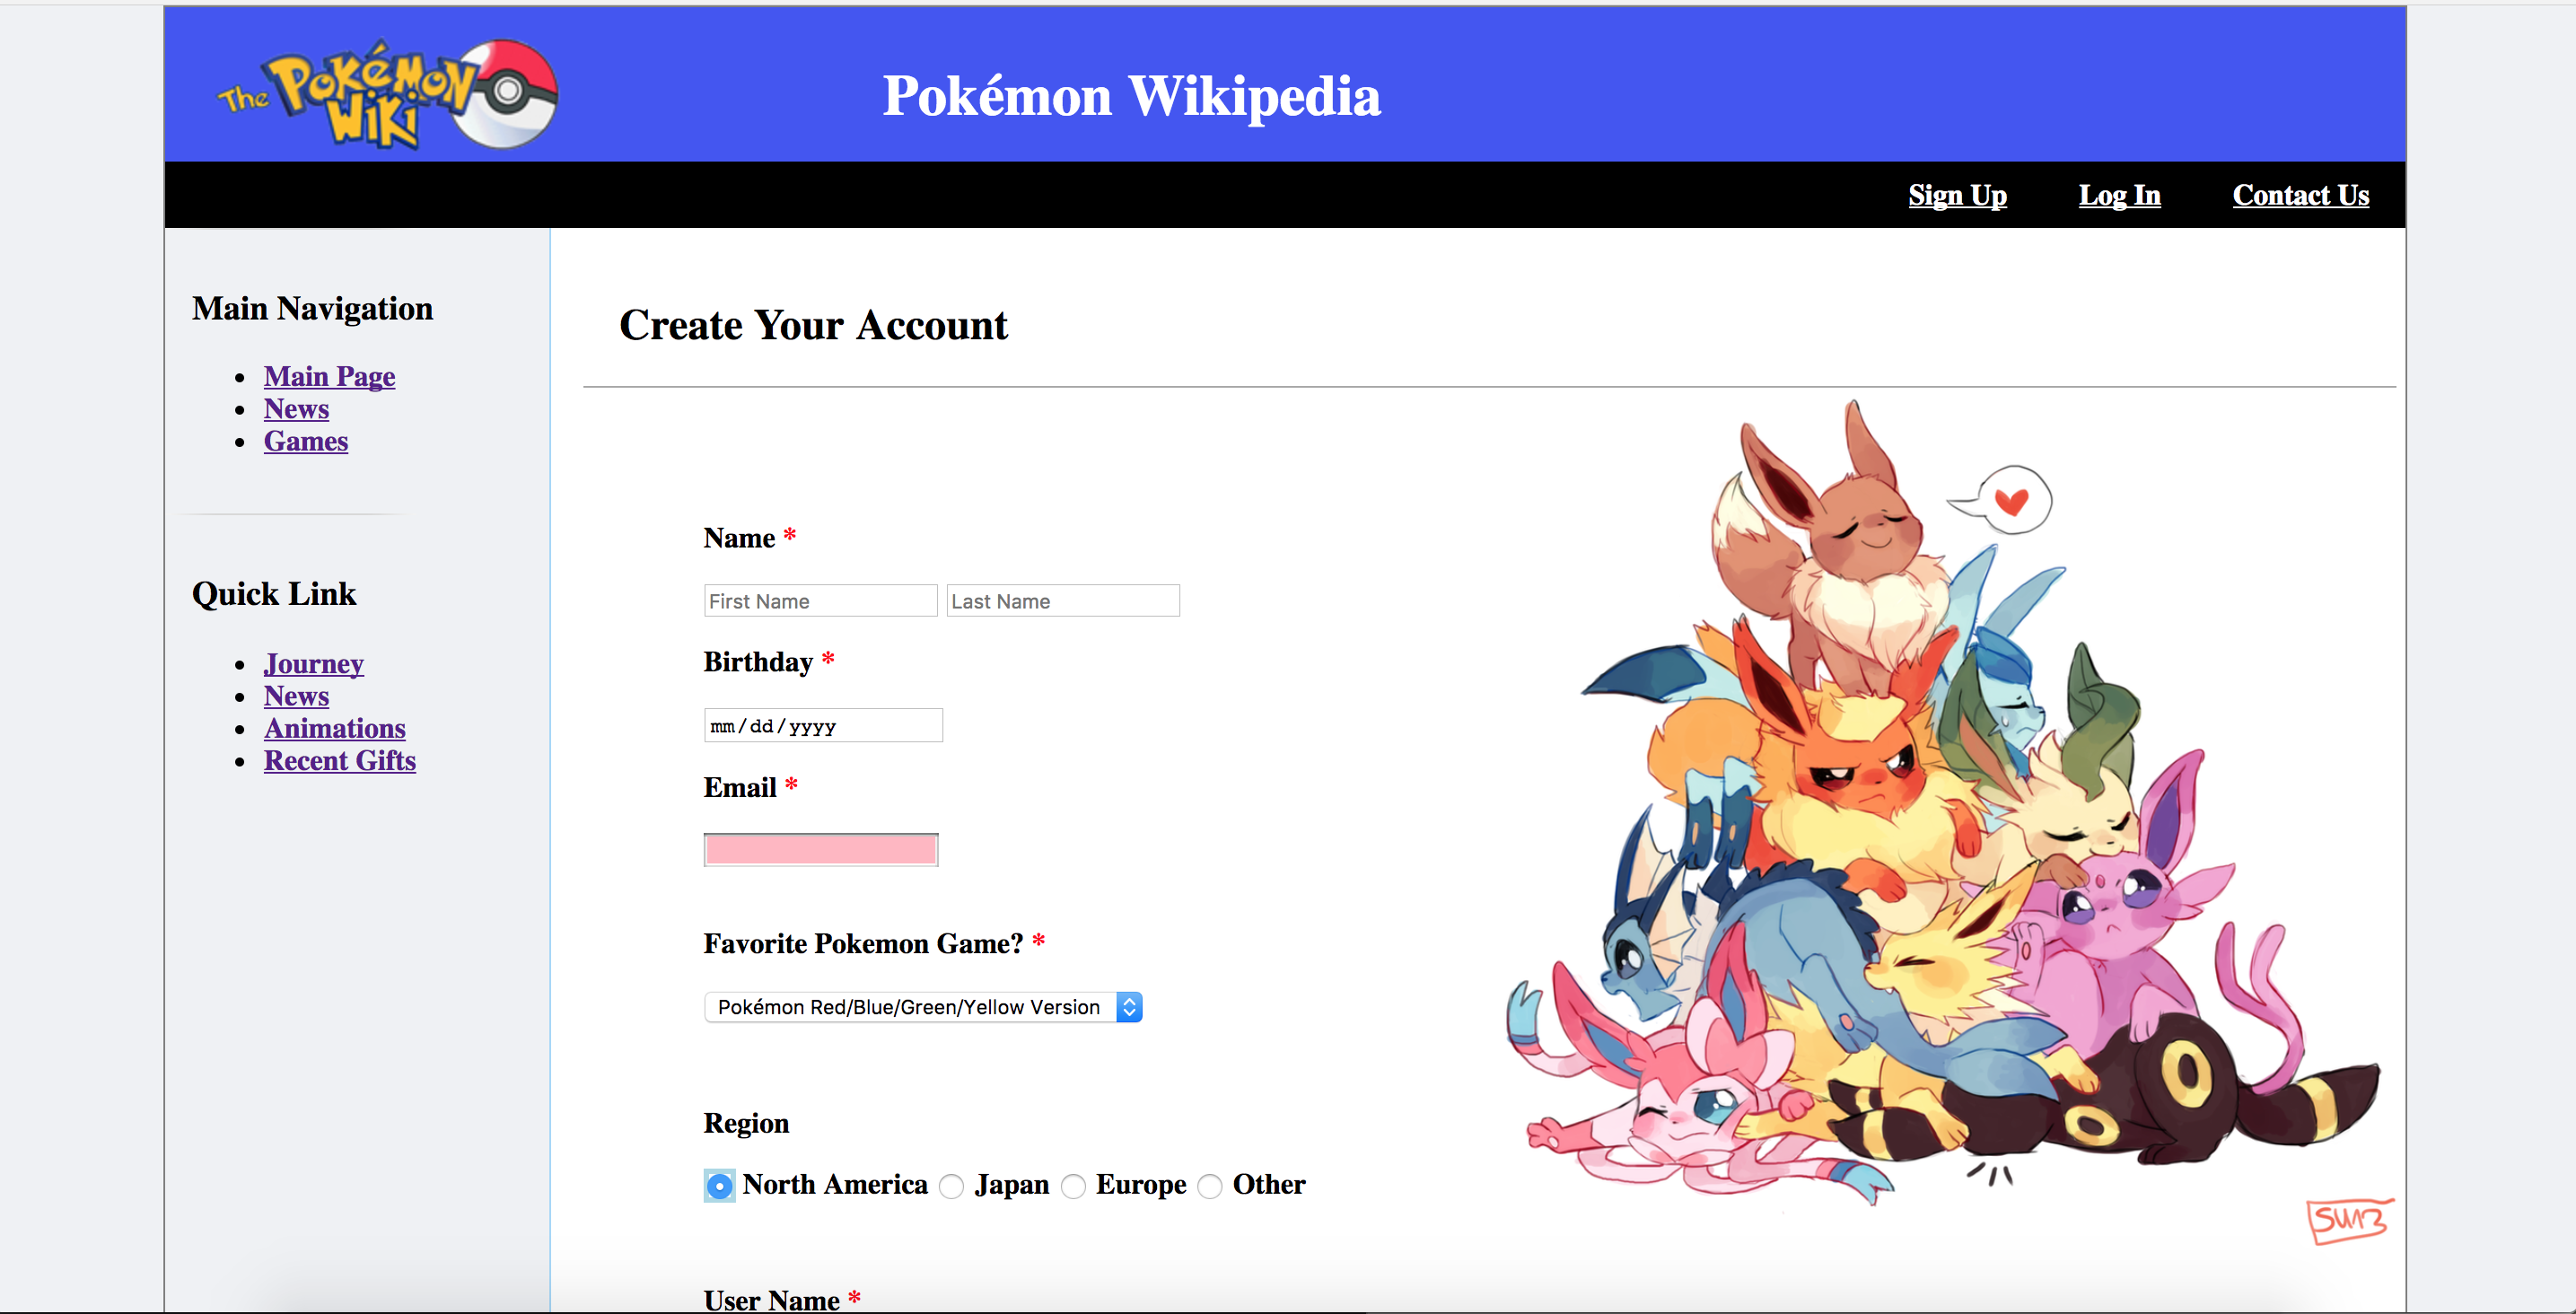 The Pokémon Wiki
Pokémon Wikipedia
Sign Up Log In Contact Us
Main Navigation
Main Page
News
Games
Quick Link
Journey
News
Animations
Recent Gifts
Create Your Account
Name *
First Name Last Name
Birthday *
mm/dd/yyyy
Email *
Favorite Pokemon Game? *
Pokémon Red/Blue/Green/Yellow Version
Region
North America Japan Europe Other
User Name *